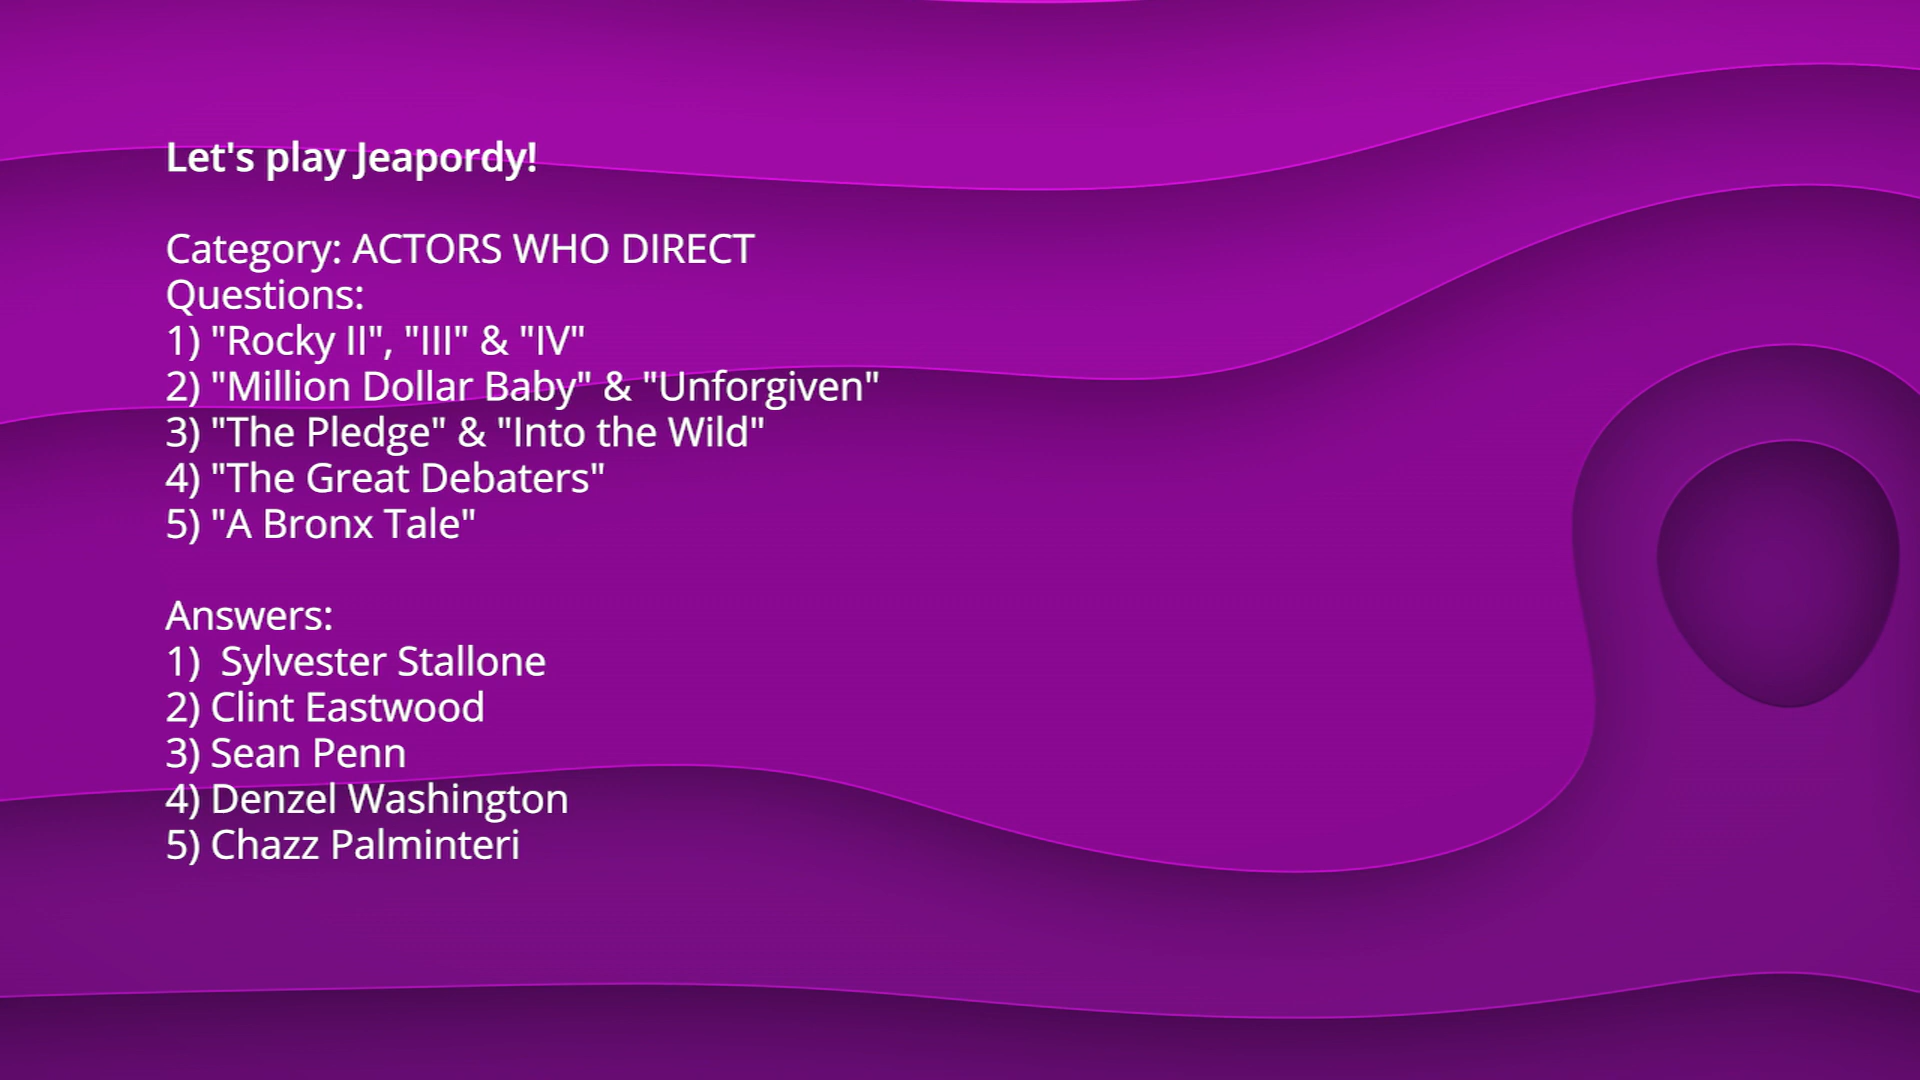 Let's play Jeapordy!
Category: ACTORS WHO DIRECT
Questions:
1) "Rocky II", "III" & "IV"
2) "Million Dollar Baby" & "Unforgiven"
3) "The Pledge" & "Into the Wild"
4) "The Great Debaters"
5) "A Bronx Tale"
Answers:
1)  Sylvester Stallone
2) Clint Eastwood
3) Sean Penn
4) Denzel Washington
5) Chazz Palminteri